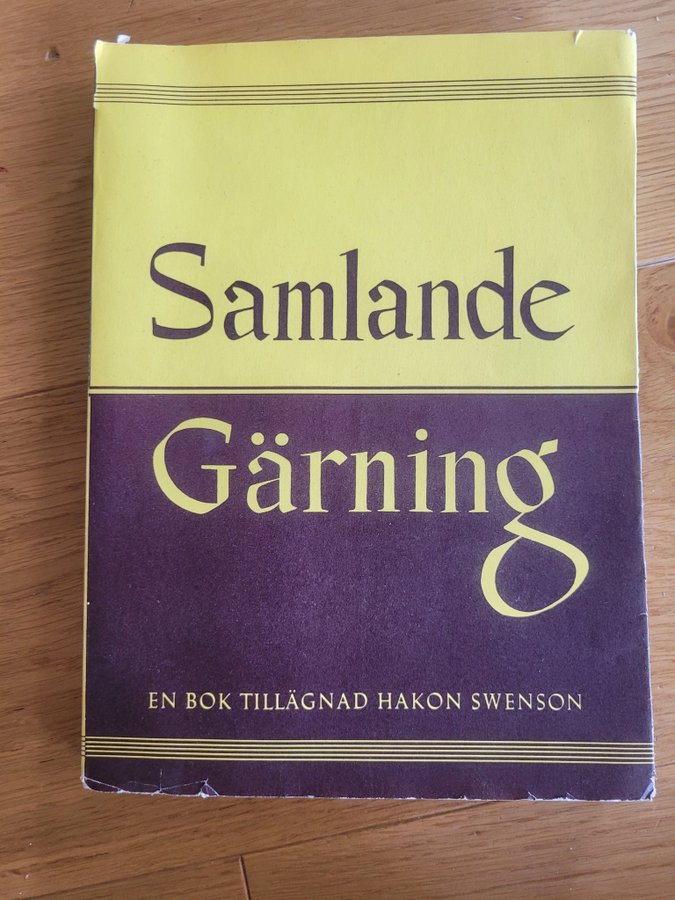 Samlande
Gärning
EN BOK TILLÄGNAD HAKON SWENSON